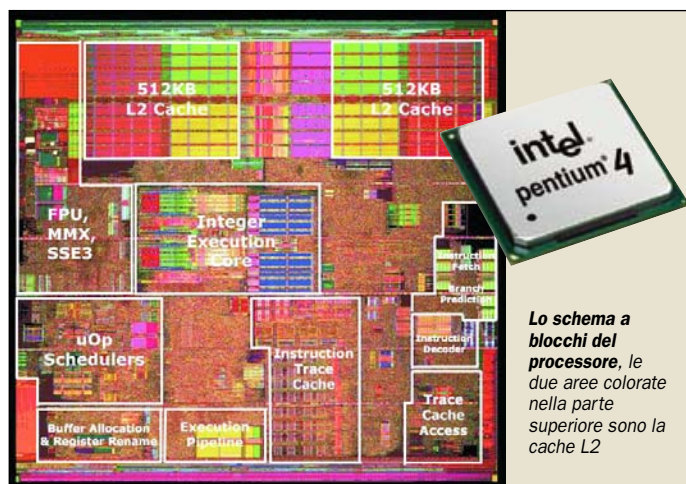 512KB
L2 Cache
512KB
L2 Cache
FPU,
MMX,
SSE3
Integer
Execution
Core
Instruction
Fetch
Branch
Prediction
uOp
Schedulers
Instruction
Trace
Cache
Instruction
Decoder
Trace
Cache
Access
Buffer Allocation
& Register Rename
Execution
Pipeline
intel.
pentium® 4
Lo schema a
blocchi del
processore, le
due aree colorate
nella parte
superiore sono la
cache L2